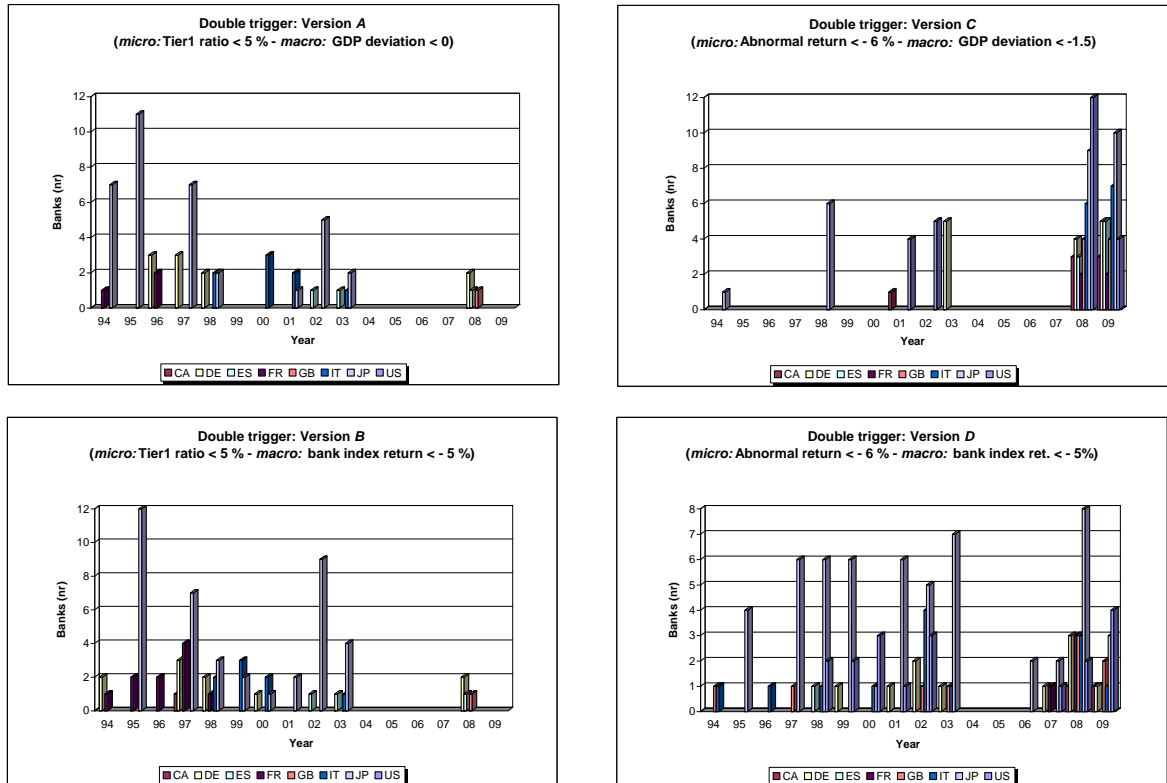 Double trigger: Version A
(micro: Tier1 ratio < 5 % - macro: GDP deviation < 0)
12
10
8
6
4
2
0
Banks (nr)
94 95 96 97 98 99 00 01 02 03 04 05 06 07 08 09
Year
CA DE ES FR GB IT JP US
Double trigger: Version C
(micro: Abnormal return < - 6 % - macro: GDP deviation < -1.5)
12
10
8
6
4
2
0
Banks (nr)
94 95 96 97 98 99 00 01 02 03 04 05 06 07 08 09
Year
CA DE ES FR GB IT JP US
Double trigger: Version B
(micro: Tier1 ratio < 5 % - macro: bank index return < - 5 %)
12
10
8
6
4
2
0
Banks (nr)
94 95 96 97 98 99 00 01 02 03 04 05 06 07 08 09
Year
CA DE ES FR GB IT JP US
Double trigger: Version D
(micro: Abnormal return < - 6 % - macro: bank index ret. < - 5%)
8
7
6
5
4
3
2
1
0
Banks (nr)
94 95 96 97 98 99 00 01 02 03 04 05 06 07 08 09
Year
CA DE ES FR GB IT JP US